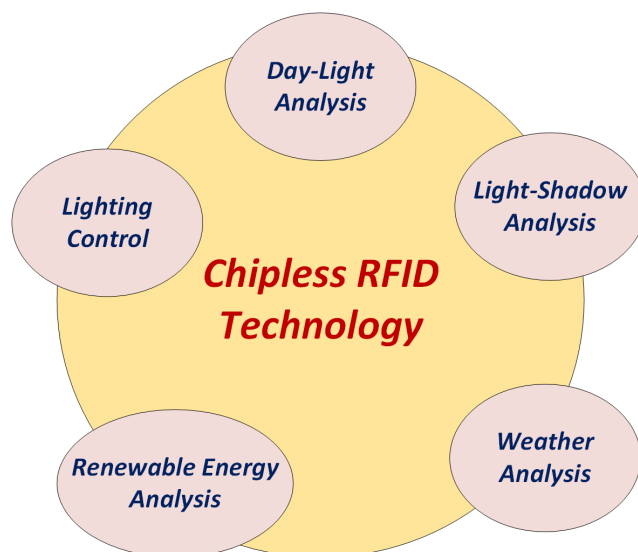 Day-Light
Analysis
Light-Shadow
Analysis
Lighting
Control
Chipless RFID
Technology
Weather
Analysis
Renewable Energy
Analysis